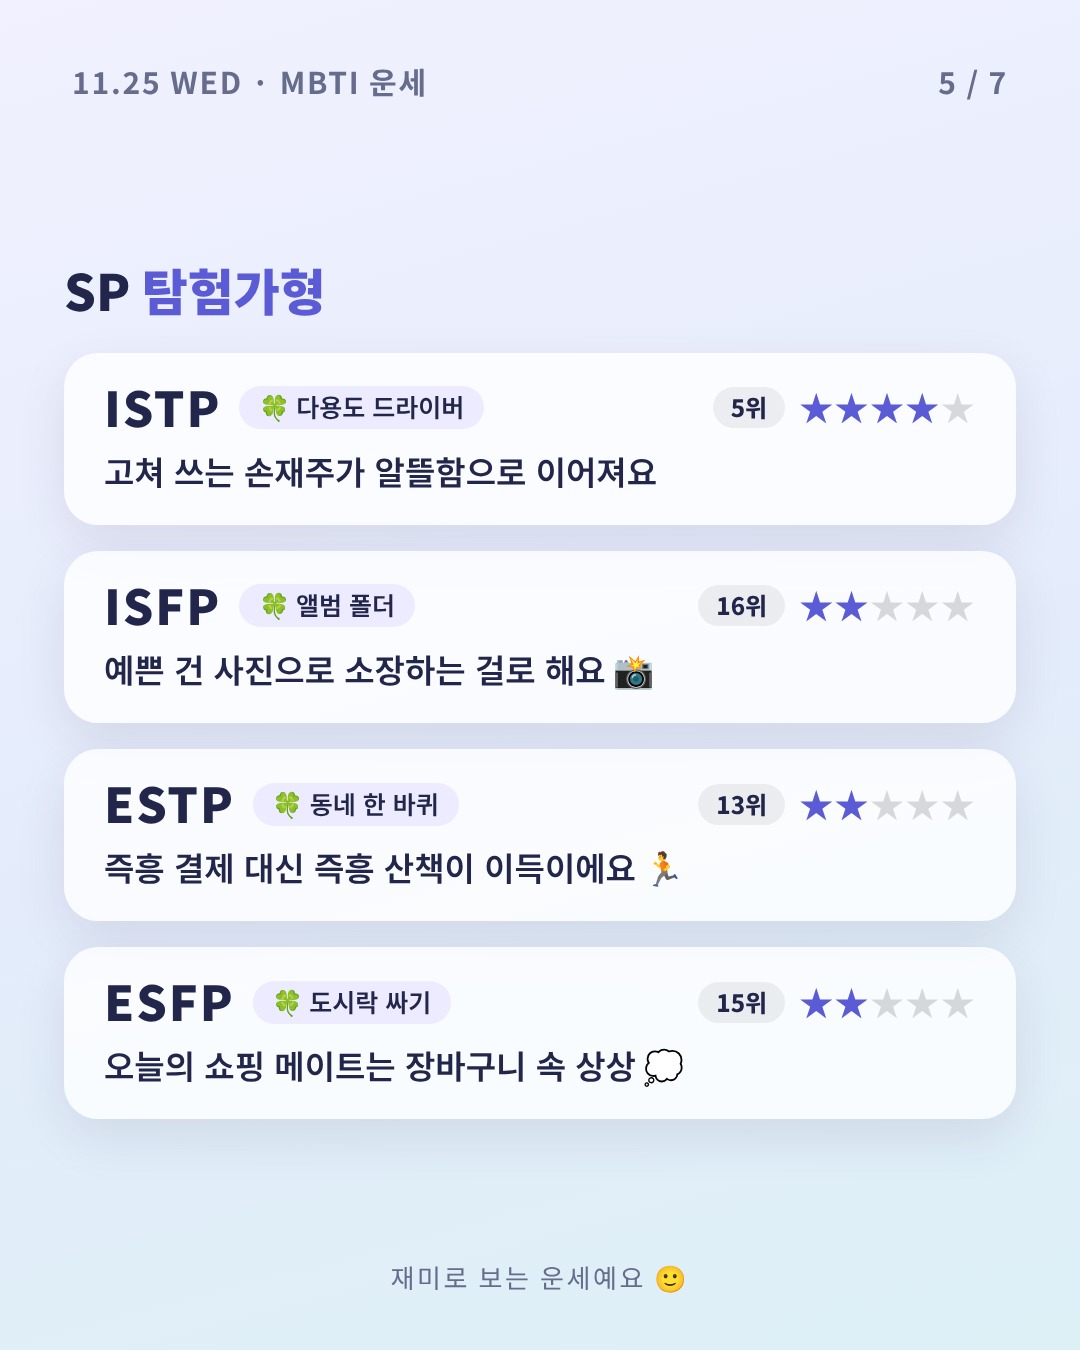 11.25 WED · MBTI 운세
5 / 7
SP 탐험가형
ISTP 🍀 다용도 드라이버 5위 ★★★★★
고쳐 쓰는 손재주가 알뜰함으로 이어져요
ISFP 🍀 앨범 폴더 16위 ★★★★★
예쁜 건 사진으로 소장하는 걸로 해요 📸
ESTP 🍀 동네 한 바퀴 13위 ★★★★★
즉흥 결제 대신 즉흥 산책이 이득이에요 🏃
ESFP 🍀 도시락 싸기 15위 ★★★★★
오늘의 쇼핑 메이트는 장바구니 속 상상 💭
재미로 보는 운세예요 🙂